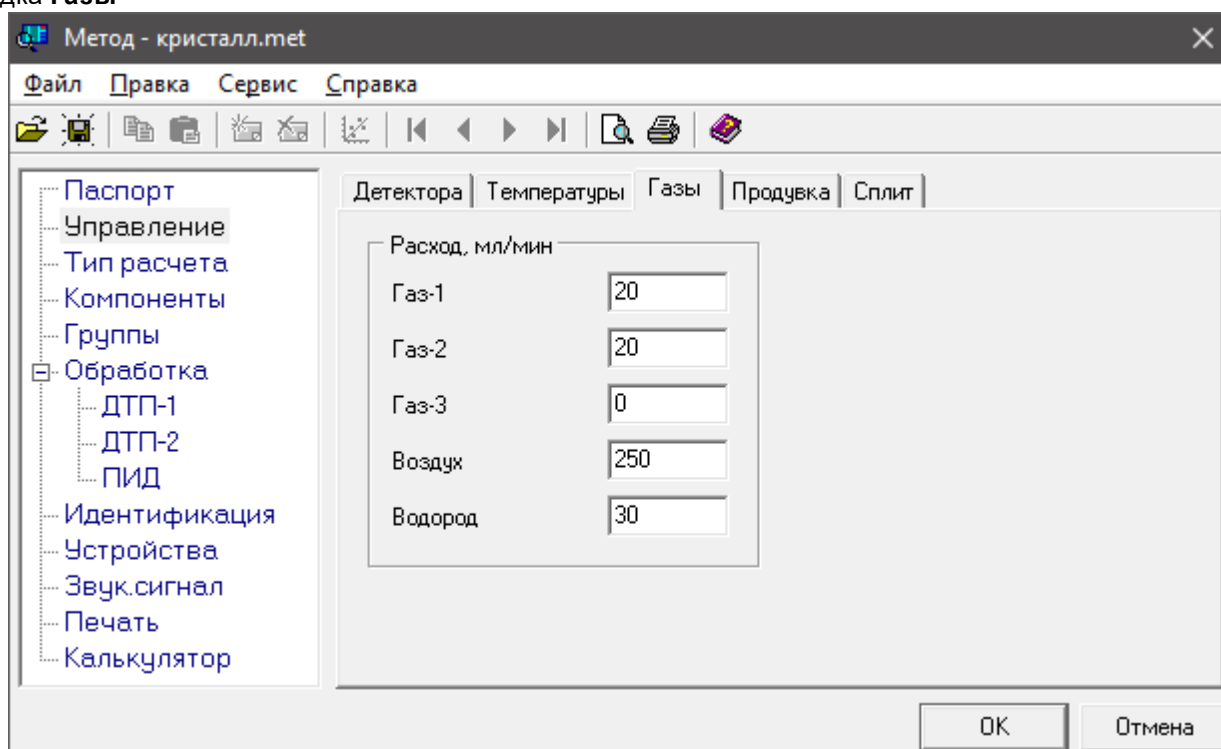 Метод - кристалл.met
Файл Правка Сервис Справка
Паспорт
Управление
Тип расчета
Компоненты
Группы
Обработка
ДТП-1
ДТП-2
ПИД
Идентификация
Устройства
Звук.сигнал
Печать
Калькулятор
Детектора Температуры Газы Продувка Сплит
Расход, мл/мин
Газ-1 20
Газ-2 20
Газ-3 0
Воздух 250
Водород 30
OK Отмена